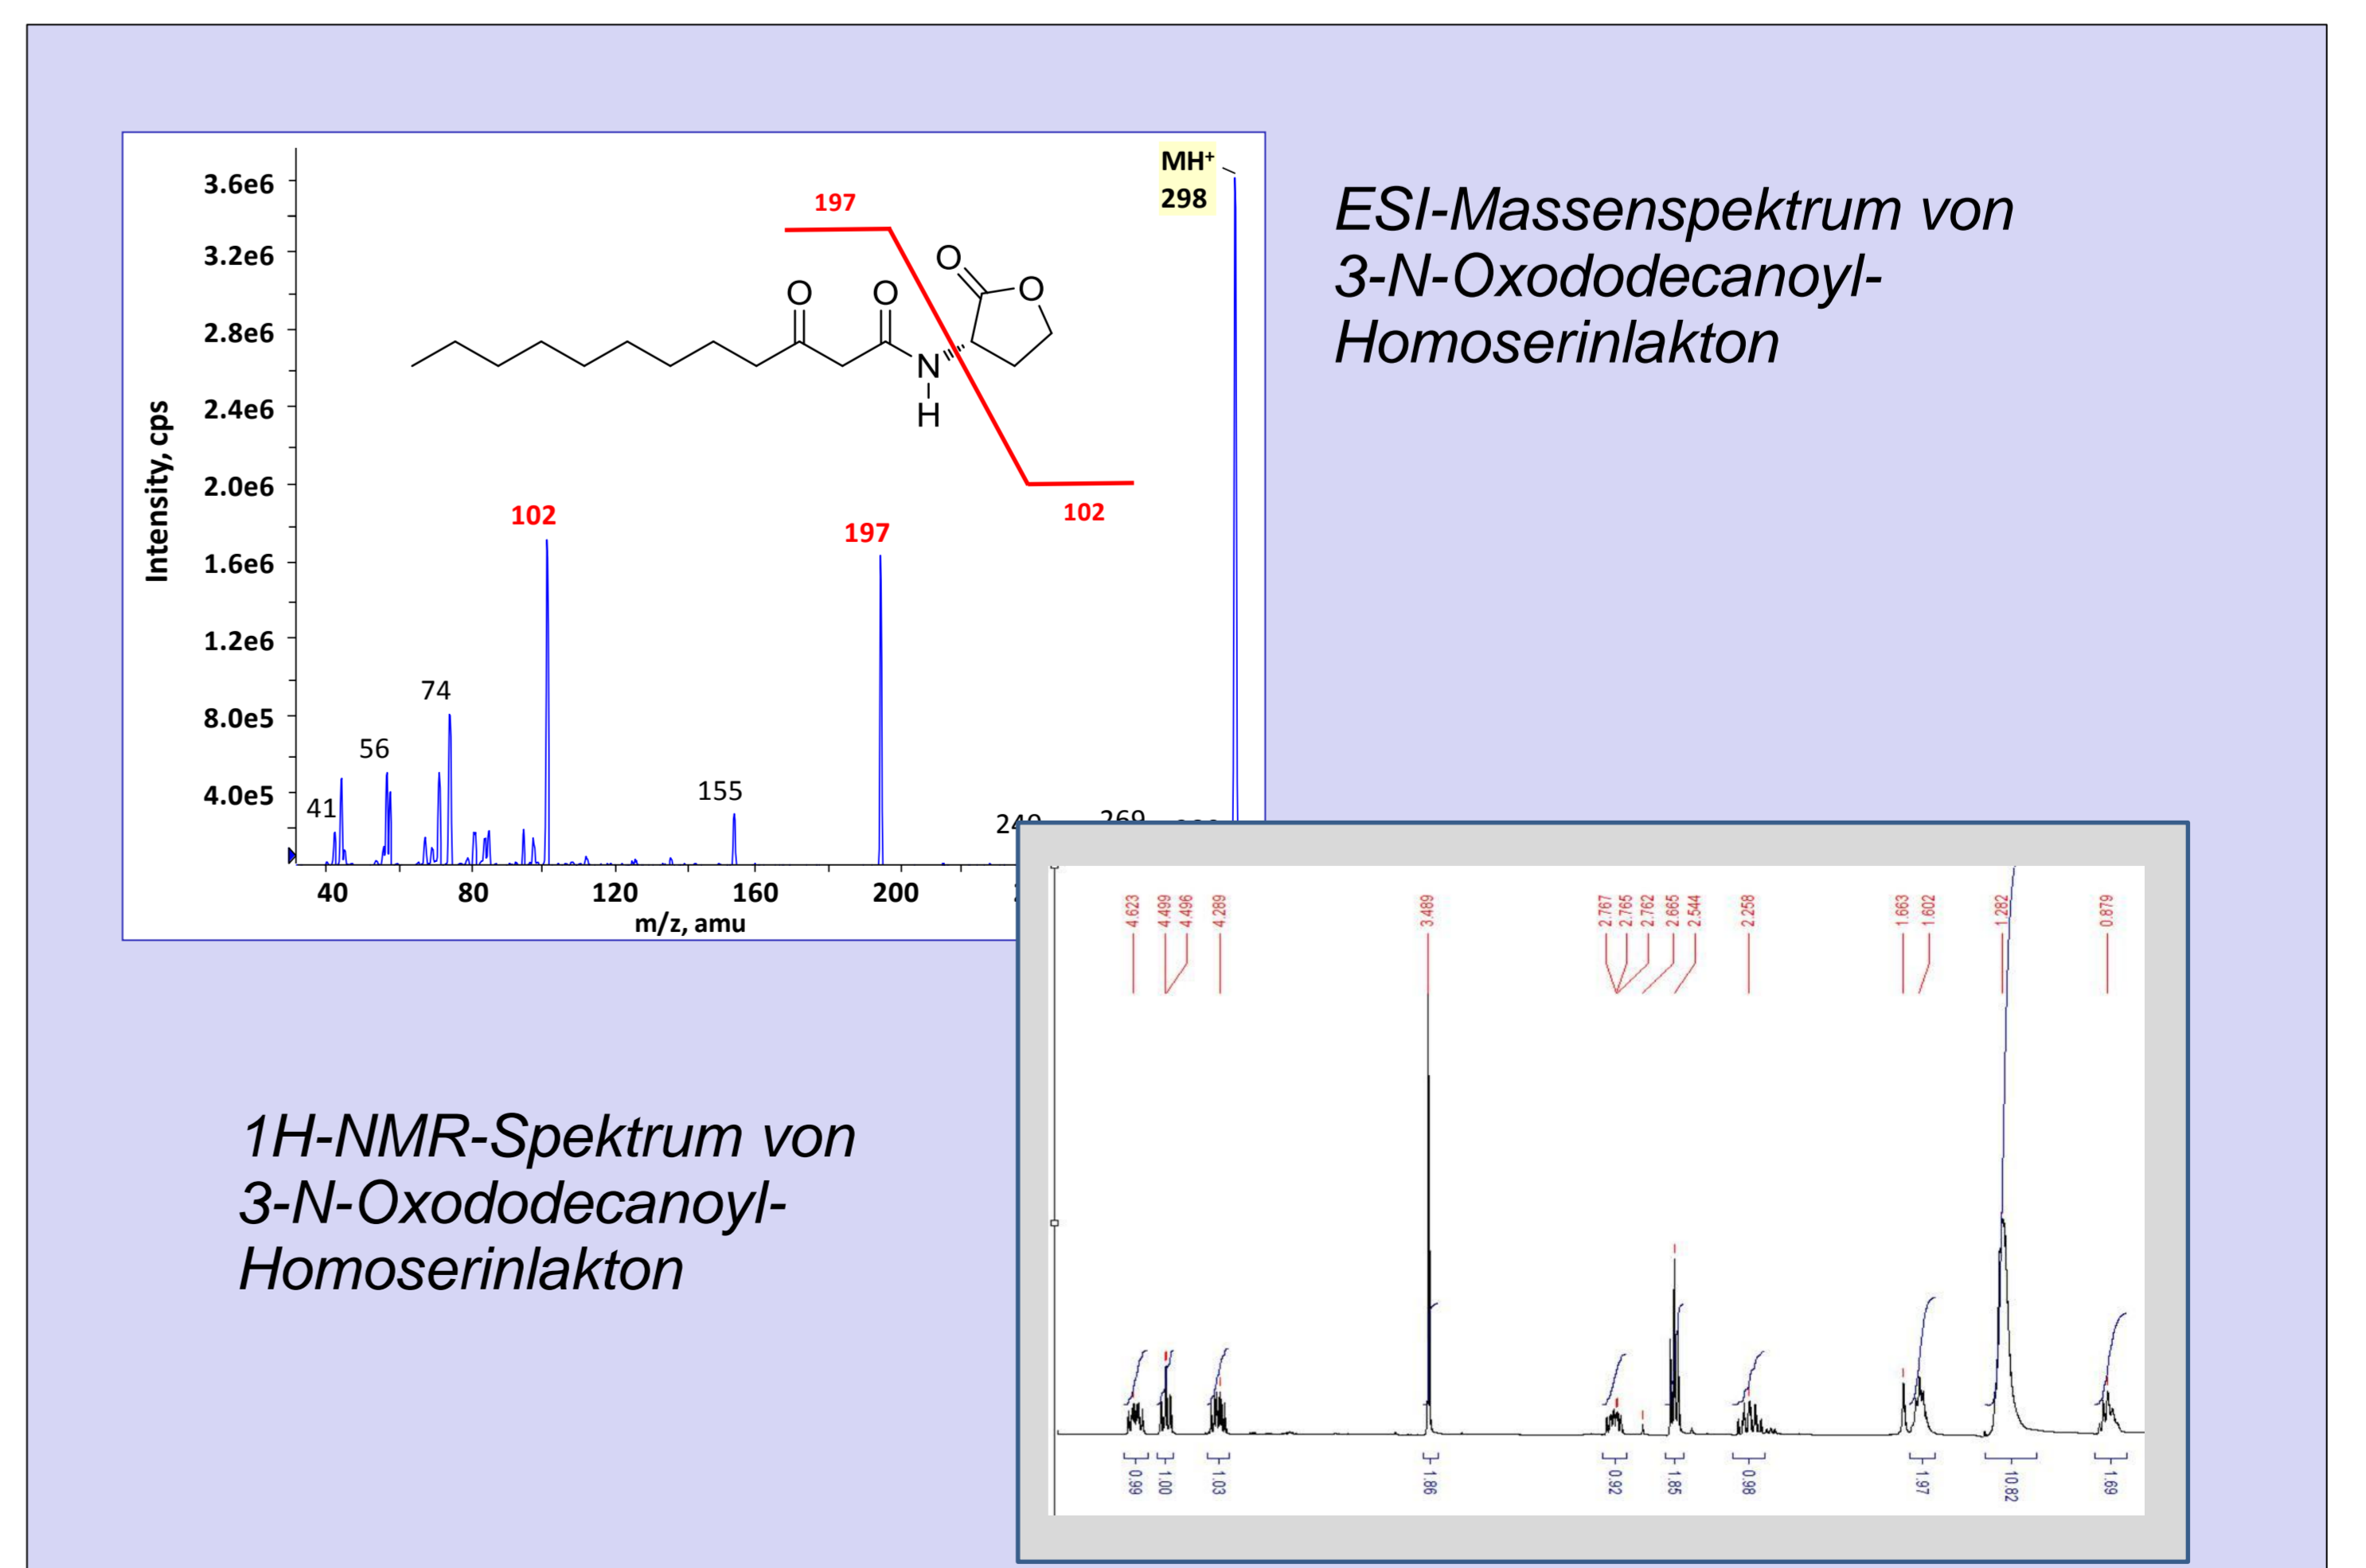 MH+
298
3.6e6
3.2e6
2.8e6
2.4e6
2.0e6
1.6e6
1.2e6
8.0e5
4.0e5
Intensity, cps
197
O
O
O
O
N
H
102
102
197
74
56
41
155
269
40
80
120
160
200
m/z, amu
ESI-Massenspektrum von
3-N-Oxododecanoyl-
Homoserinlakton
1H-NMR-Spektrum von
3-N-Oxododecanoyl-
Homoserinlakton
4.623
4.499
4.496
4.289
3.489
2.767
2.765
2.762
2.665
2.544
2.258
1.663
1.602
1.282
0.879
0.99
1.00
1.03
1.86
0.92
1.85
0.98
1.97
10.82
1.69